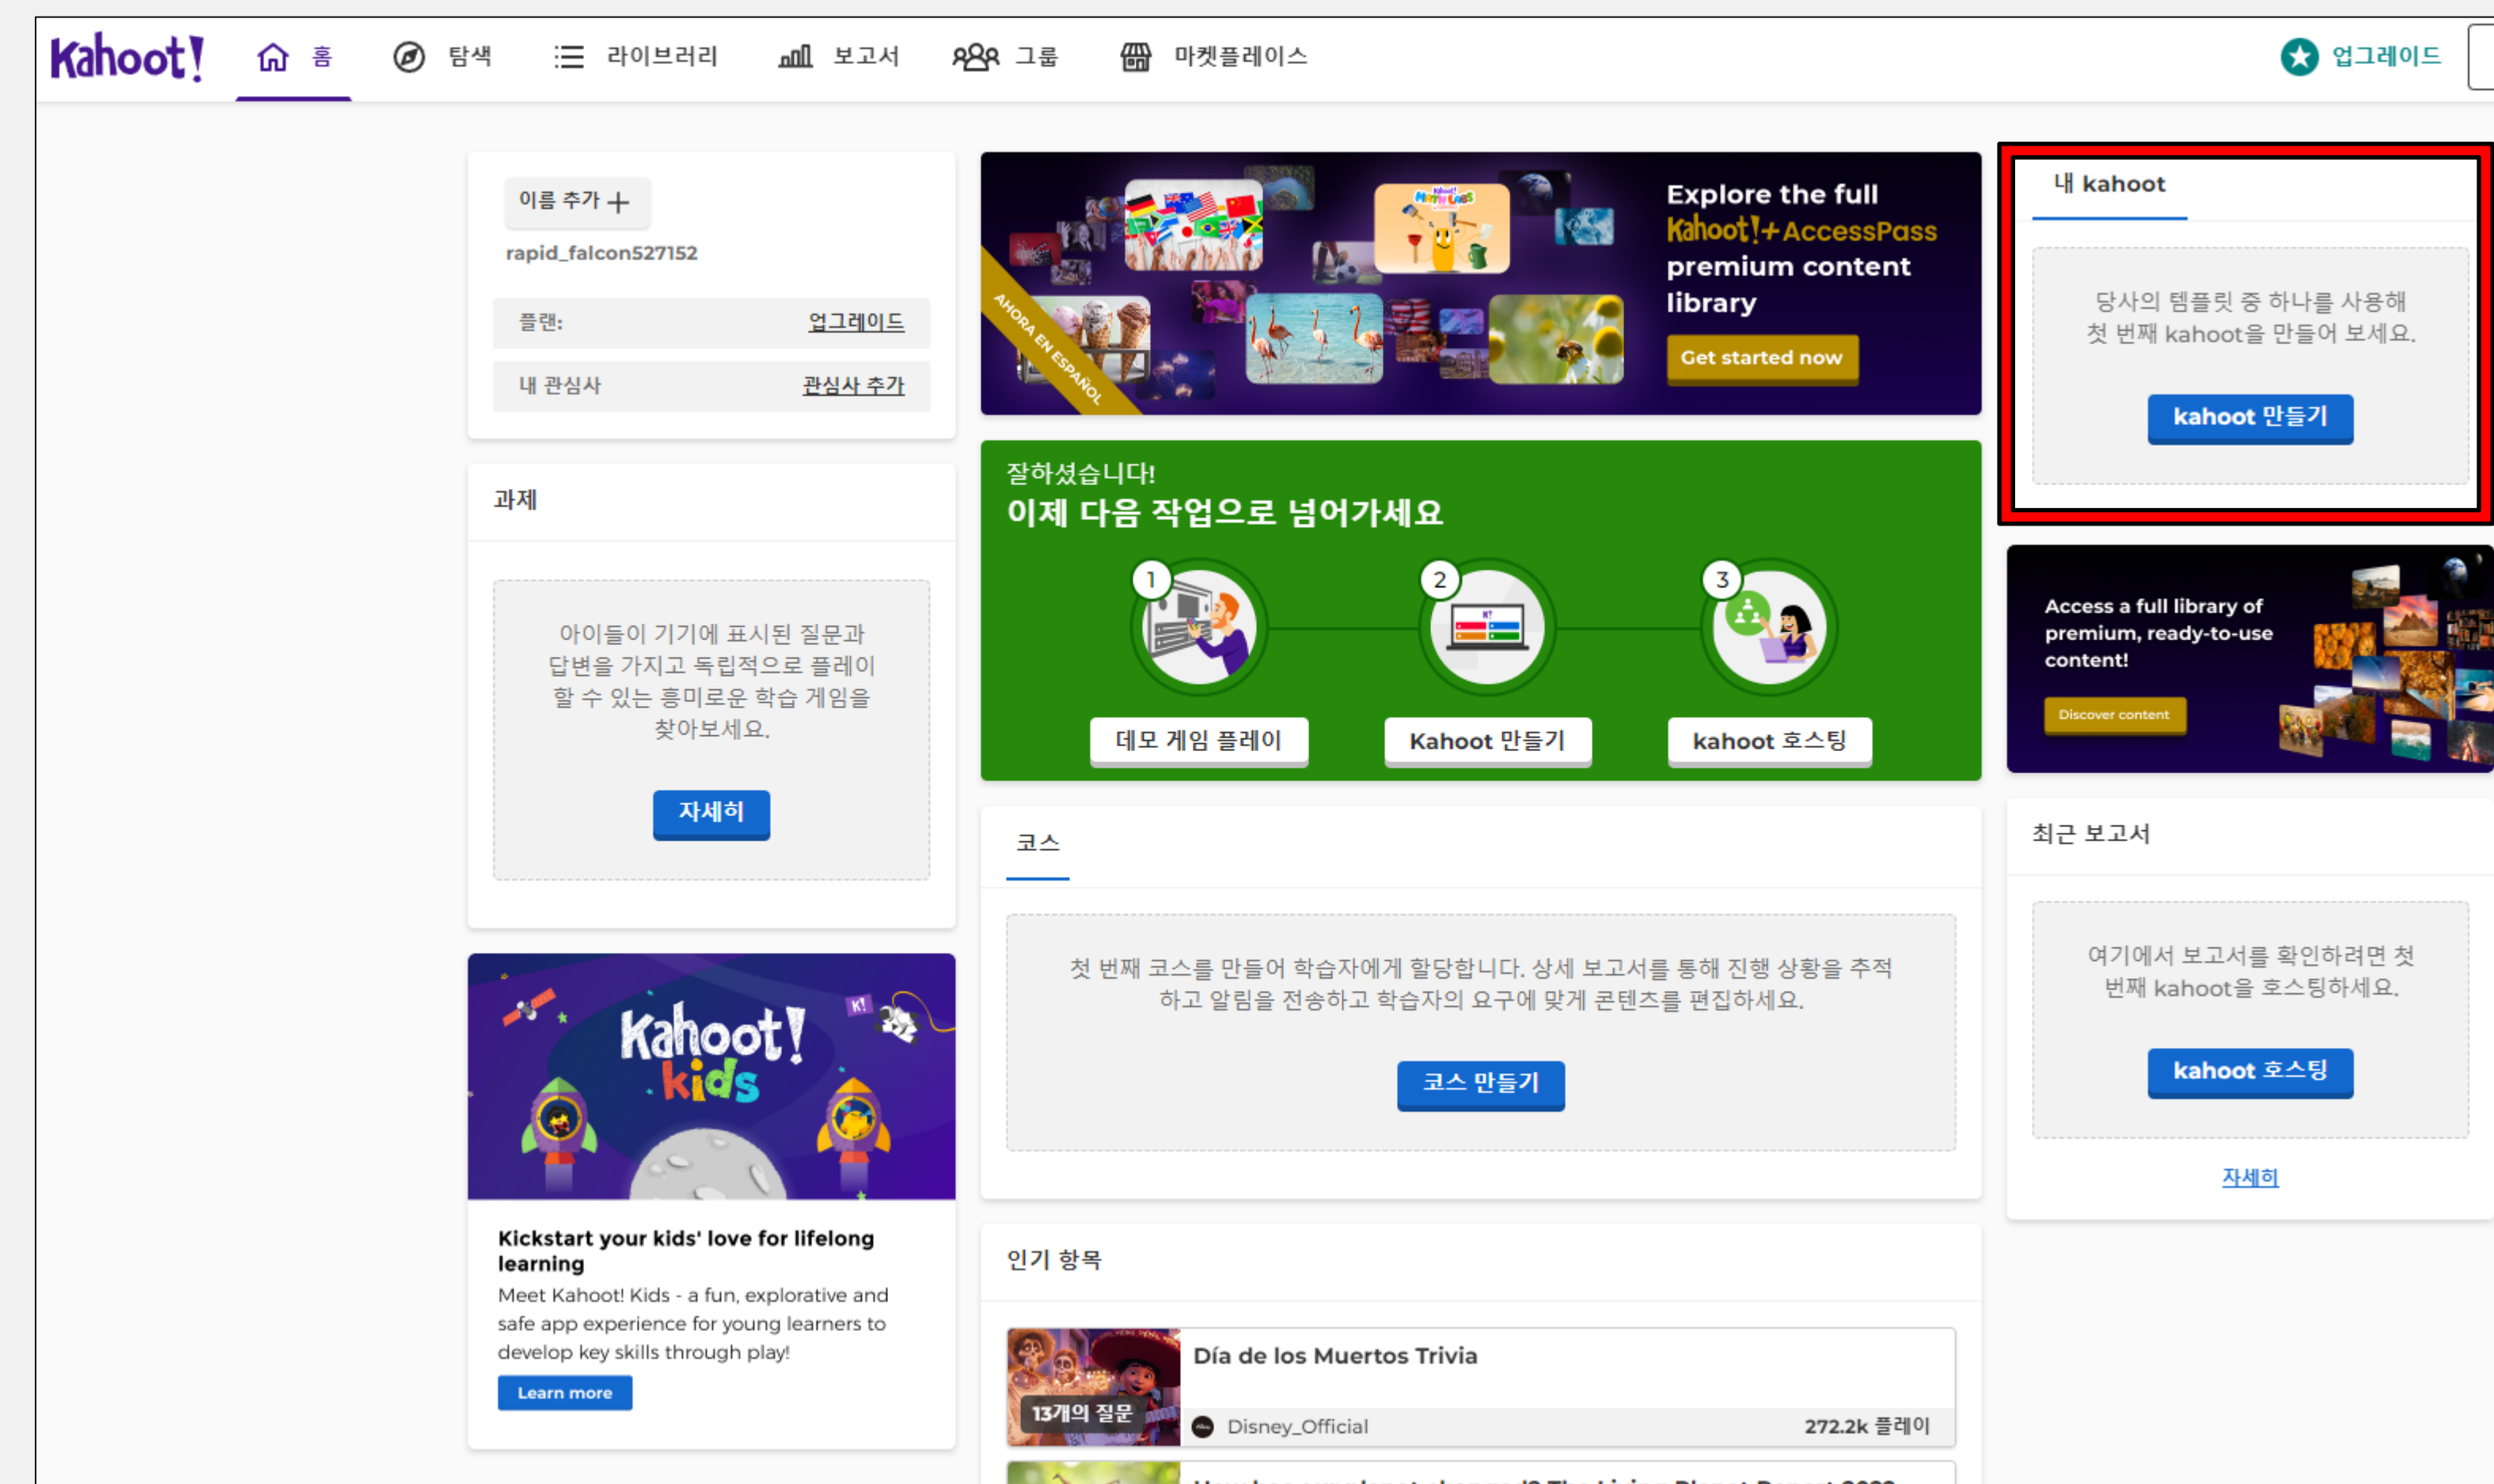 Kahoot! 홈 탐색 라이브러리 보고서 그룹 마켓플레이스 업그레이드
이름 추가 +
rapid_falcon527152
플랜: 업그레이드
내 관심사 관심사 추가
과제
아이들이 기기에 표시된 질문과
답변을 가지고 독립적으로 플레이
할 수 있는 흥미로운 학습 게임을
찾아보세요.
자세히
K!
Kahoot!
kids
Kickstart your kids' love for lifelong
learning
Meet Kahoot! Kids - a fun, explorative and
safe app experience for young learners to
develop key skills through play!
Learn more
AHORA EN ESPAÑOL
Kahoot!
MATH LABS
Explore the full
Kahoot!+ AccessPass
premium content
library
Get started now
잘하셨습니다!
이제 다음 작업으로 넘어가세요
1 2 3
K!
데모 게임 플레이 Kahoot 만들기 kahoot 호스팅
코스
첫 번째 코스를 만들어 학습자에게 할당합니다. 상세 보고서를 통해 진행 상황을 추적
하고 알림을 전송하고 학습자의 요구에 맞게 콘텐츠를 편집하세요.
코스 만들기
인기 항목
Día de los Muertos Trivia
13개의 질문
Disney_Official 272.2k 플레이
내 kahoot
당사의 템플릿 중 하나를 사용해
첫 번째 kahoot을 만들어 보세요.
kahoot 만들기
Access a full library of
premium, ready-to-use
content!
Discover content
최근 보고서
여기에서 보고서를 확인하려면 첫
번째 kahoot을 호스팅하세요.
kahoot 호스팅
자세히